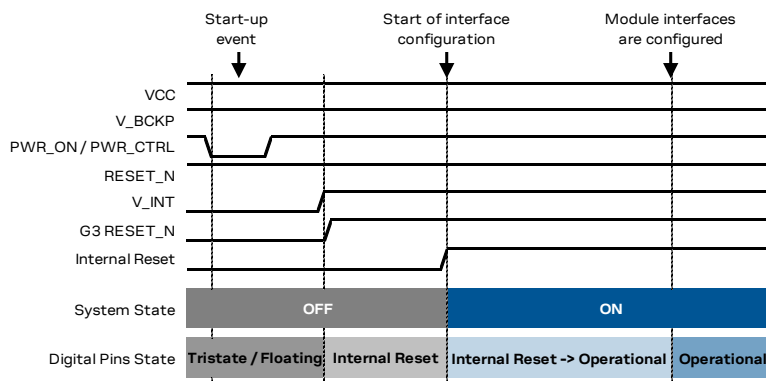 Start-up
event
Start of interface
configuration
Module interfaces
are configured
VCC
V_BCKP
PWR_ON / PWR_CTRL
RESET_N
V_INT
G3 RESET_N
Internal Reset
System State
OFF
ON
Digital Pins State
Tristate / Floating
Internal Reset
Internal Reset -> Operational
Operational